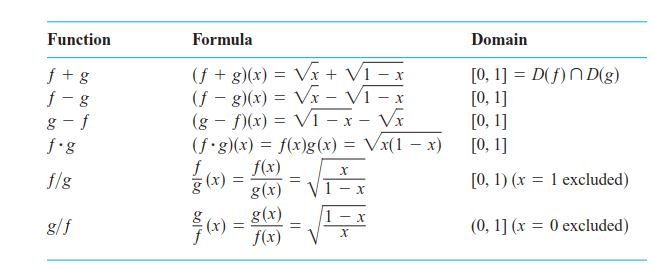 Function Formula Domain
f + g (f + g)(x) = √x + √1 − x [0, 1] = D(f) ∩ D(g)
f − g (f − g)(x) = √x − √1 − x [0, 1]
g − f (g − f)(x) = √1 − x − √x [0, 1]
f · g (f · g)(x) = f(x)g(x) = √x(1 − x) [0, 1]
f/g f/g (x) = f(x)/g(x) = √x/1 − x [0, 1) (x = 1 excluded)
g/f g/f (x) = g(x)/f(x) = √1 − x/x (0, 1] (x = 0 excluded)